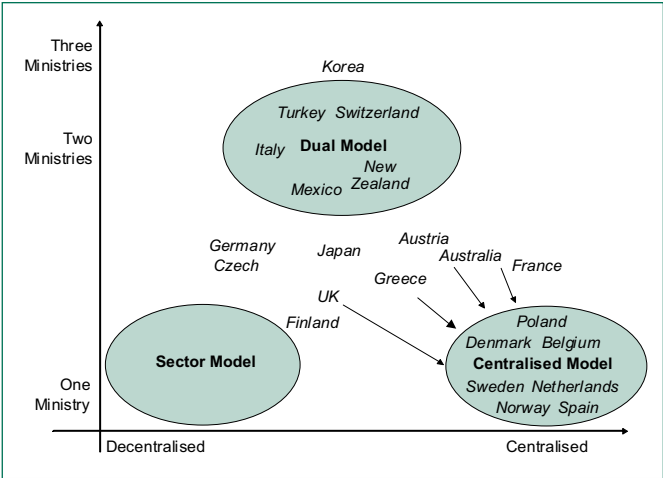 Three
Ministries
Korea
Turkey Switzerland
Two
Ministries
Italy Dual Model
New
Mexico Zealand
Germany
Czech
Japan
Austria
Australia
France
Greece
UK
Finland
Poland
Denmark Belgium
Sector Model
Centralised Model
One
Ministry
Sweden Netherlands
Norway Spain
Decentralised
Centralised